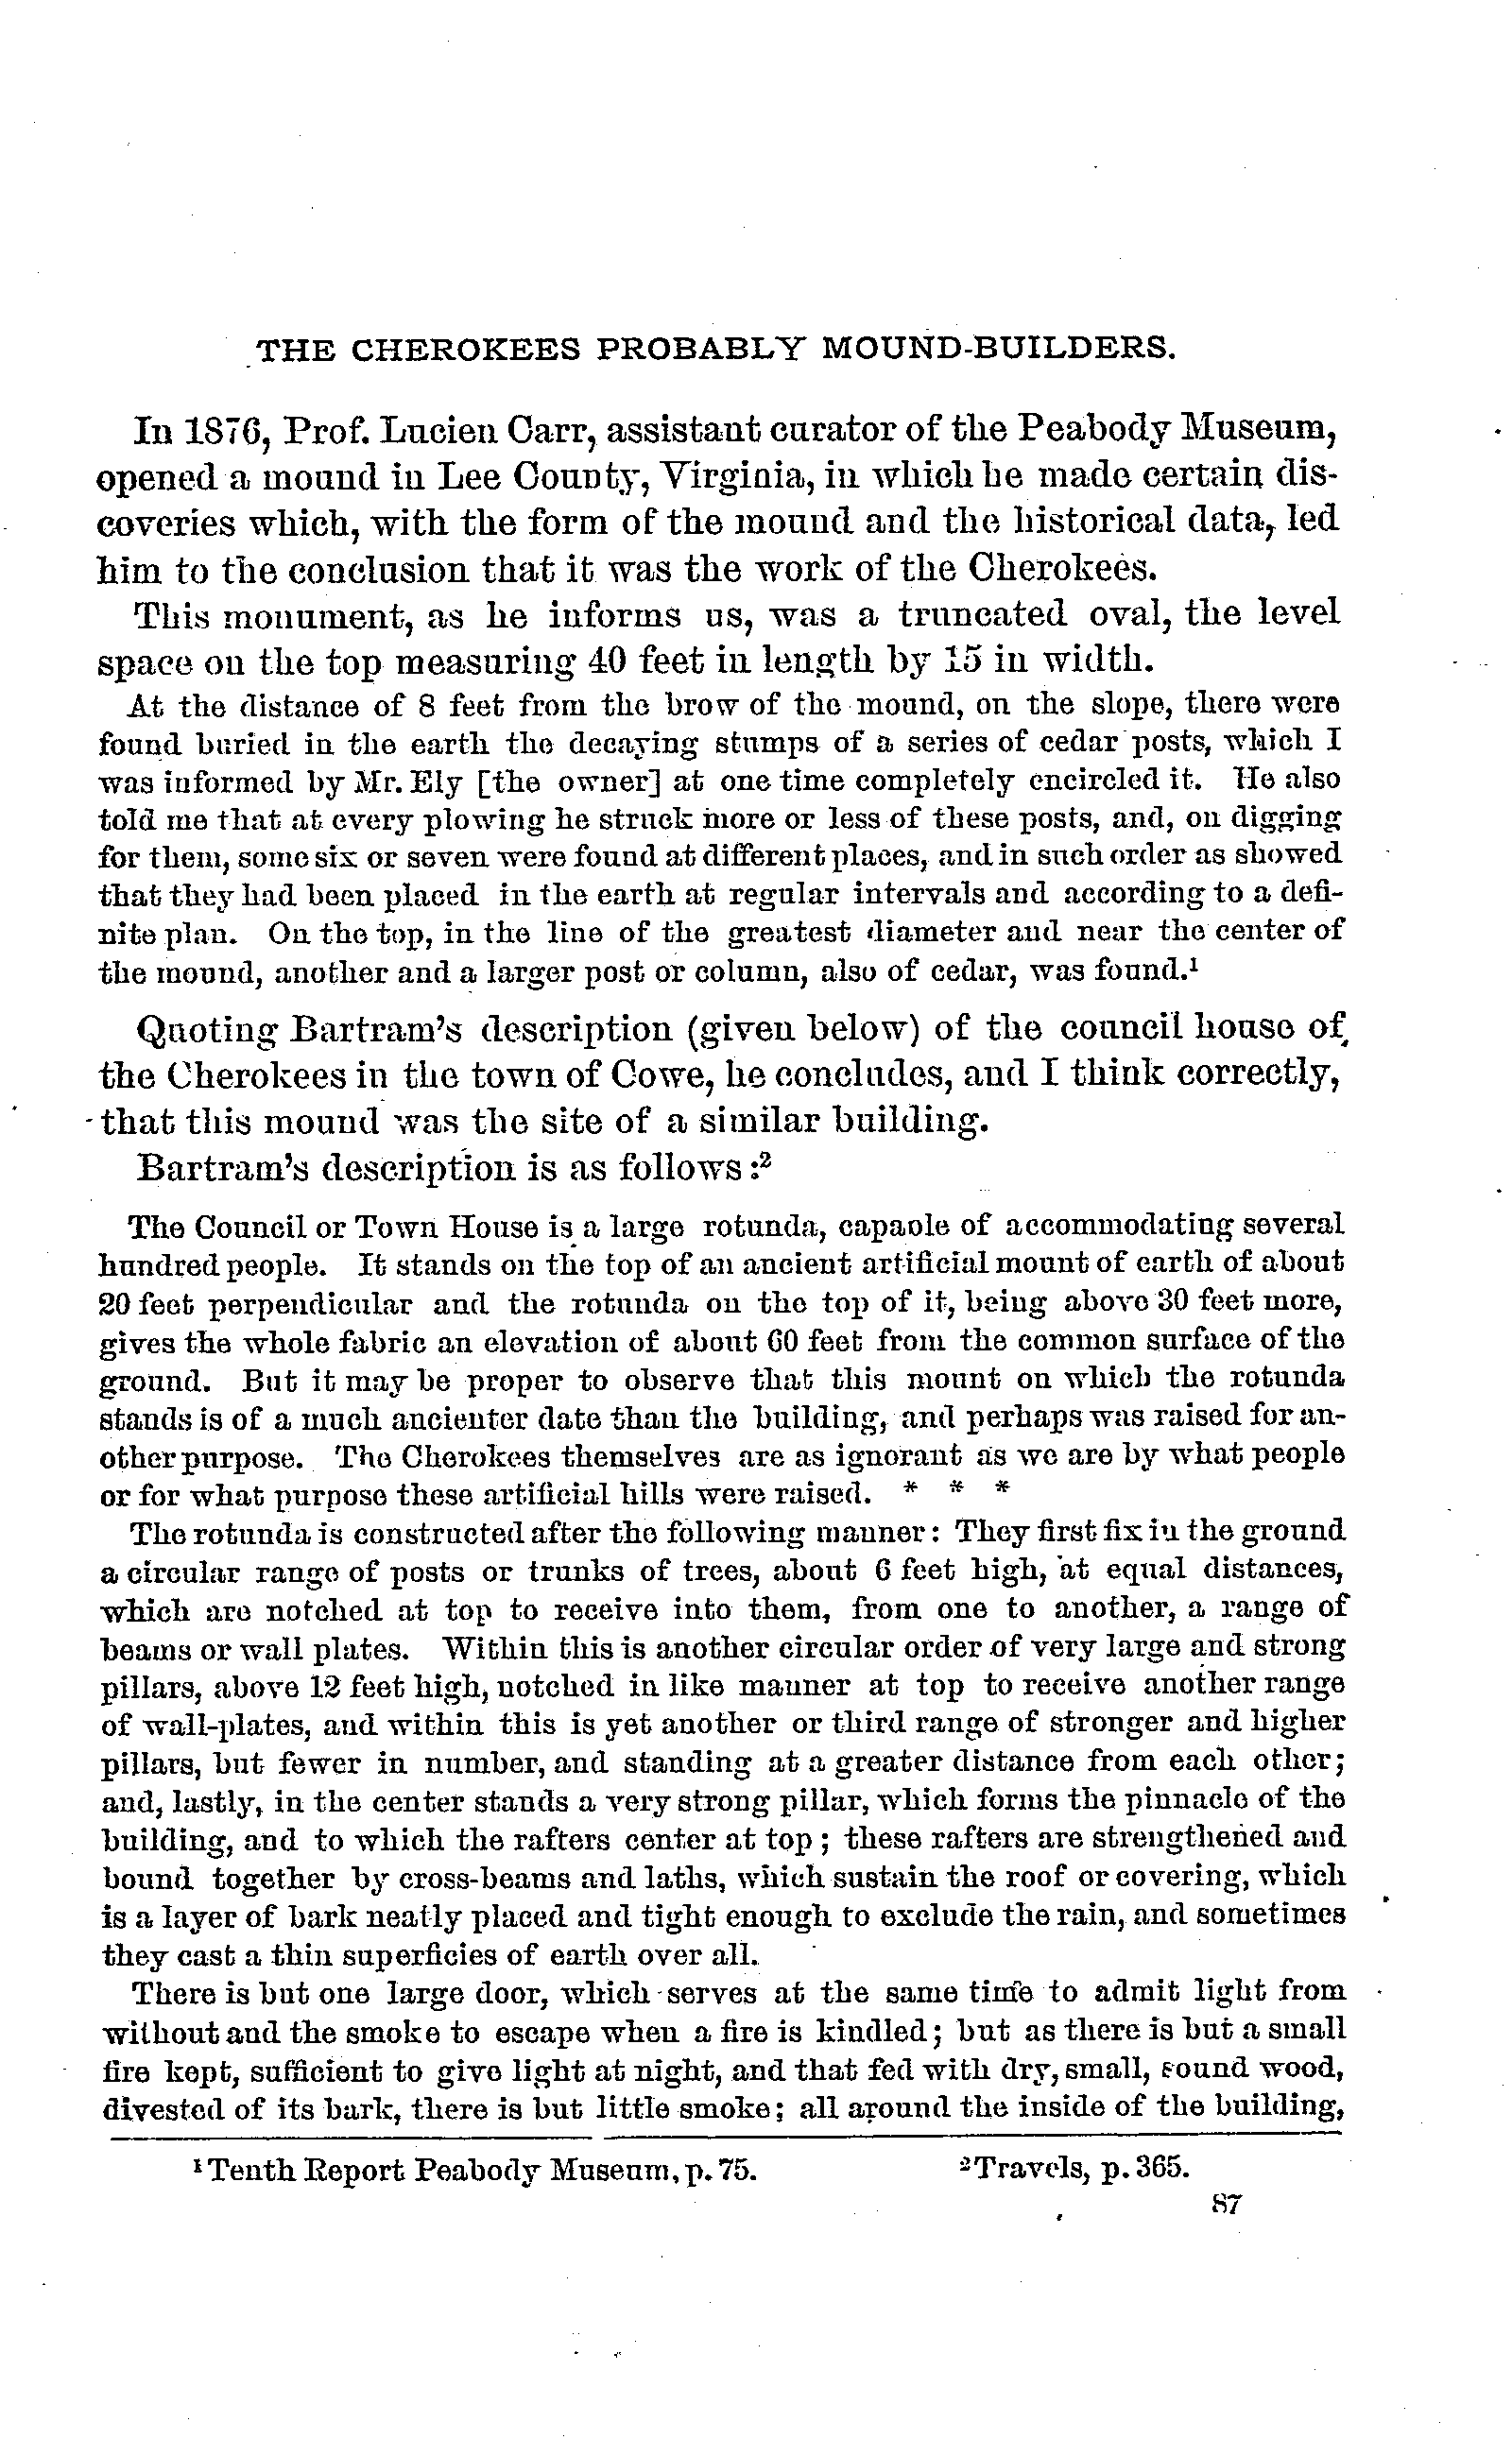 THE CHEROKEES PROBABLY MOUND-BUILDERS.
In 1876, Prof. Lucien Carr, assistant curator of the Peabody Museum,
opened a mound in Lee County, Virginia, in which he made certain dis-
coveries which, with the form of the mound and the historical data, led
him to the conclusion that it was the work of the Cherokees.
This monument, as he informs us, was a truncated oval, the level
space on the top measuring 40 feet in length by 15 in width.
At the distance of 8 feet from the brow of the mound, on the slope, there were
found buried in the earth the decaying stumps of a series of cedar posts, which I
was informed by Mr. Ely [the owner] at one time completely encircled it. He also
told me that at every plowing he struck more or less of these posts, and, on digging
for them, some six or seven were found at different places, and in such order as showed
that they had been placed in the earth at regular intervals and according to a defi-
nite plan. On the top, in the line of the greatest diameter and near the center of
the mound, another and a larger post or column, also of cedar, was found.¹
Quoting Bartram's description (given below) of the council house of
the Cherokees in the town of Cowe, he concludes, and I think correctly,
that this mound was the site of a similar building.
Bartram's description is as follows:²
The Council or Town House is a large rotunda, capable of accommodating several
hundred people. It stands on the top of an ancient artificial mount of earth of about
20 feet perpendicular and the rotunda on the top of it, being above 30 feet more,
gives the whole fabric an elevation of about 60 feet from the common surface of the
ground. But it may be proper to observe that this mount on which the rotunda
stands is of a much ancienter date than the building, and perhaps was raised for an-
other purpose. The Cherokees themselves are as ignorant as we are by what people
or for what purpose these artificial hills were raised. * * *
The rotunda is constructed after the following manner: They first fix in the ground
a circular range of posts or trunks of trees, about 6 feet high, at equal distances,
which are notched at top to receive into them, from one to another, a range of
beams or wall plates. Within this is another circular order of very large and strong
pillars, above 12 feet high, notched in like manner at top to receive another range
of wall-plates, and within this is yet another or third range of stronger and higher
pillars, but fewer in number, and standing at a greater distance from each other;
and, lastly, in the center stands a very strong pillar, which forms the pinnacle of the
building, and to which the rafters center at top; these rafters are strengthened and
bound together by cross-beams and laths, which sustain the roof or covering, which
is a layer of bark neatly placed and tight enough to exclude the rain, and sometimes
they cast a thin superficies of earth over all.
There is but one large door, which serves at the same time to admit light from
without and the smoke to escape when a fire is kindled; but as there is but a small
fire kept, sufficient to give light at night, and that fed with dry, small, sound wood,
divested of its bark, there is but little smoke; all around the inside of the building,
¹ Tenth Report Peabody Museum, p. 75. ² Travels, p. 365.
87